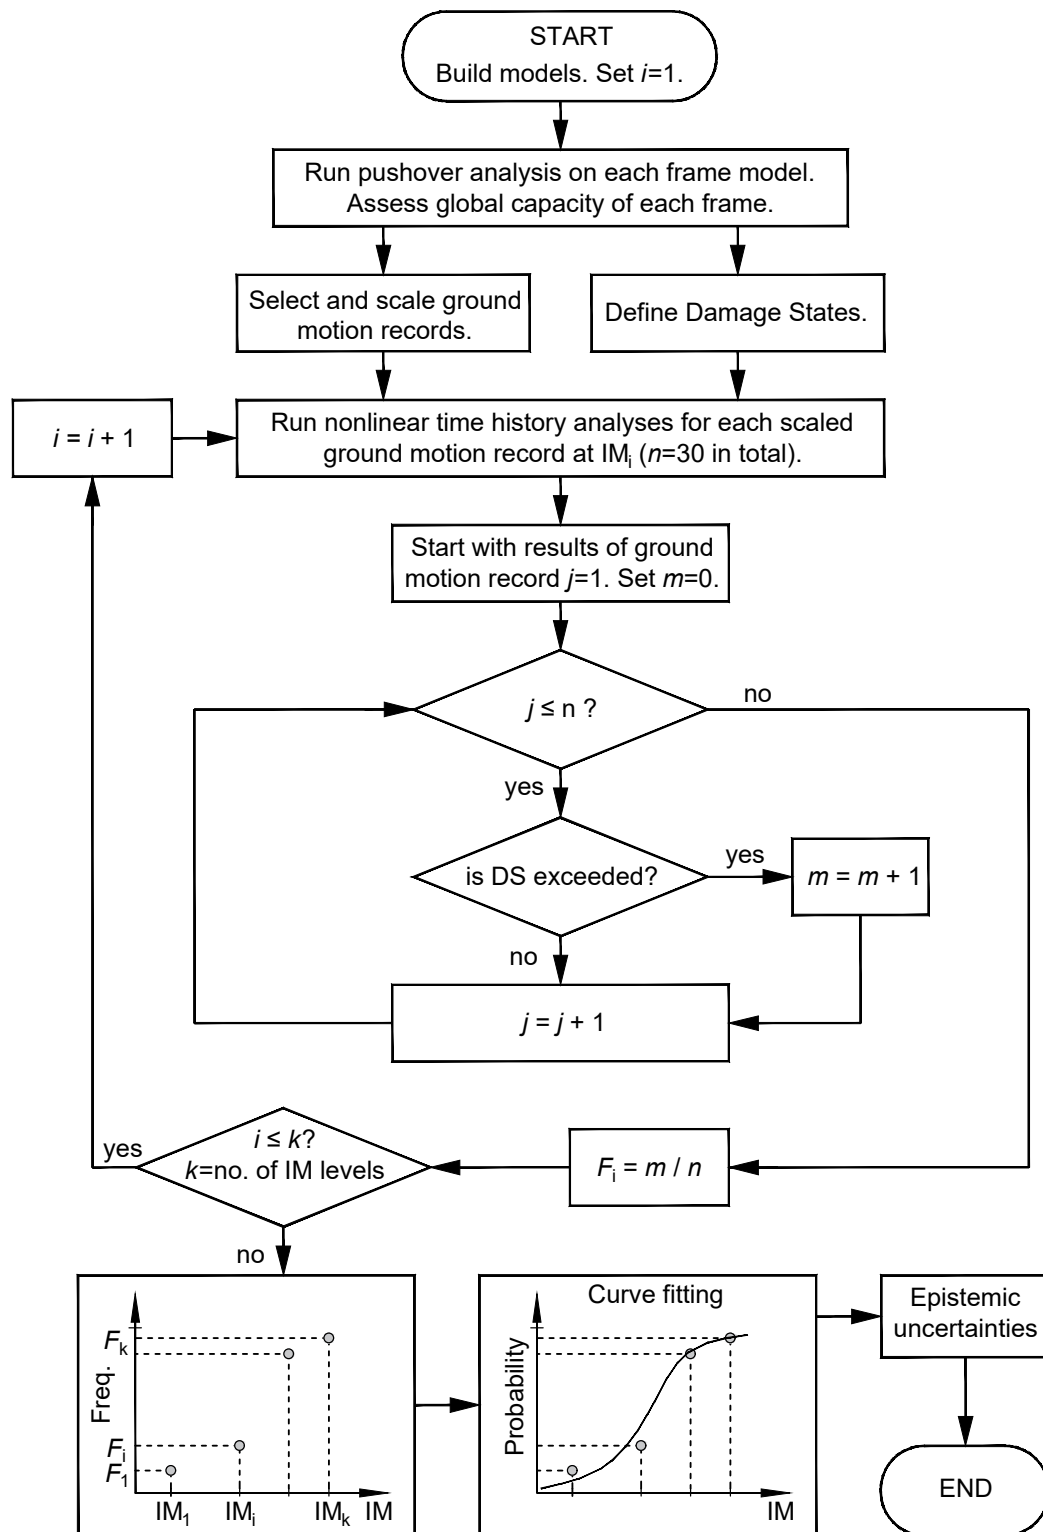 START
Build models. Set i=1.
Run pushover analysis on each frame model.
Assess global capacity of each frame.
Select and scale ground
motion records.
Define Damage States.
i = i + 1
Run nonlinear time history analyses for each scaled
ground motion record at IMi (n=30 in total).
Start with results of ground
motion record j=1. Set m=0.
j ≤ n ?
no
yes
is DS exceeded?
yes
m = m + 1
no
j = j + 1
yes
i ≤ k?
k=no. of IM levels
Fi = m / n
no
Fk
Freq.
Fi
F1
IM1
IMi
IMk
IM
Curve fitting
Probability
IM
Epistemic
uncertainties
END